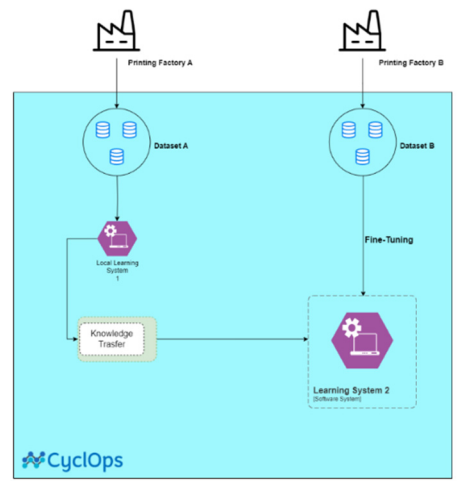 Printing Factory A
Printing Factory B
Dataset A
Dataset B
Fine-Tuning
Local Learning
System
1
Knowledge
Trasfer
Learning System 2
[Software System]
CyclOps